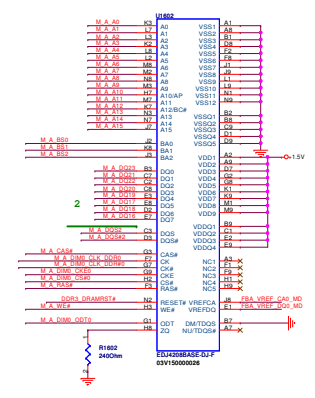 U1602
M_A_A0 K3 A0 VSS1 A1
M_A_A1 L7 A1 VSS2 A8
M_A_A2 L3 A2 VSS3 B1
M_A_A3 K2 A3 VSS4 D8
M_A_A4 L8 A4 VSS5 F2
M_A_A5 L2 A5 VSS6 F8
M_A_A6 M8 A6 VSS7 J1
M_A_A7 M2 A7 VSS8 J9
M_A_A8 N8 A8 VSS9 L1
M_A_A9 M3 A9 VSS10 L9
M_A_A10 H7 A10/AP VSS11 N1
M_A_A11 M7 A11 VSS12 N9
M_A_A12 K7 A12/BC#
M_A_A13 N3 A13 VSSQ1 B2
M_A_A14 N7 A14 VSSQ2 B8
M_A_A15 J7 A15 VSSQ3 C9
VSSQ4 D1
M_A_BS0 J2 BA0 VSSQ5 D9
M_A_BS1 K8 BA1
M_A_BS2 J3 BA2 VDD1 A2 +1.5V
VDD2 A9
M_A_DQ23 B3 DQ0 VDD3 D7
M_A_DQ21 C7 DQ1 VDD4 G2
M_A_DQ22 C2 DQ2 VDD5 G8
M_A_DQ20 C8 DQ3 VDD6 K1
M_A_DQ19 E3 DQ4 VDD7 K9
M_A_DQ17 E8 DQ5 VDD8 M1
M_A_DQ18 D2 DQ6 VDD9 M9
M_A_DQ16 E7 DQ7
2
VDDQ1 B9
M_A_DQS2 C3 DQS VDDQ2 C1
M_A_DQS#2 D3 DQS# VDDQ3 E2
VDDQ4 E9
M_A_CAS# G3 CAS#
M_A_DIM0_CLK_DDR0 F7 CK NC1 A3
M_A_DIM0_CLK_DDR#0 G7 CK# NC2 F1
M_A_DIM0_CKE0 G9 CKE NC3 F9
M_A_DIM0_CS#0 H2 CS# NC4 H1
M_A_RAS# F3 RAS# NC5 H9
DDR3_DRAMRST# N2 RESET# VREFCA J8 FBA_VREF_CA0_MD
M_A_WE# H3 WE# VREFDQ E1 FBA_VREF_DQ0_MD
M_A_DIM0_ODT0 G1 ODT DM/TDQS B7
H8 ZQ NU/TDQS# A7
1
R1602
240Ohm
2
EDJ4208BASE-DJ-F
03V150000026